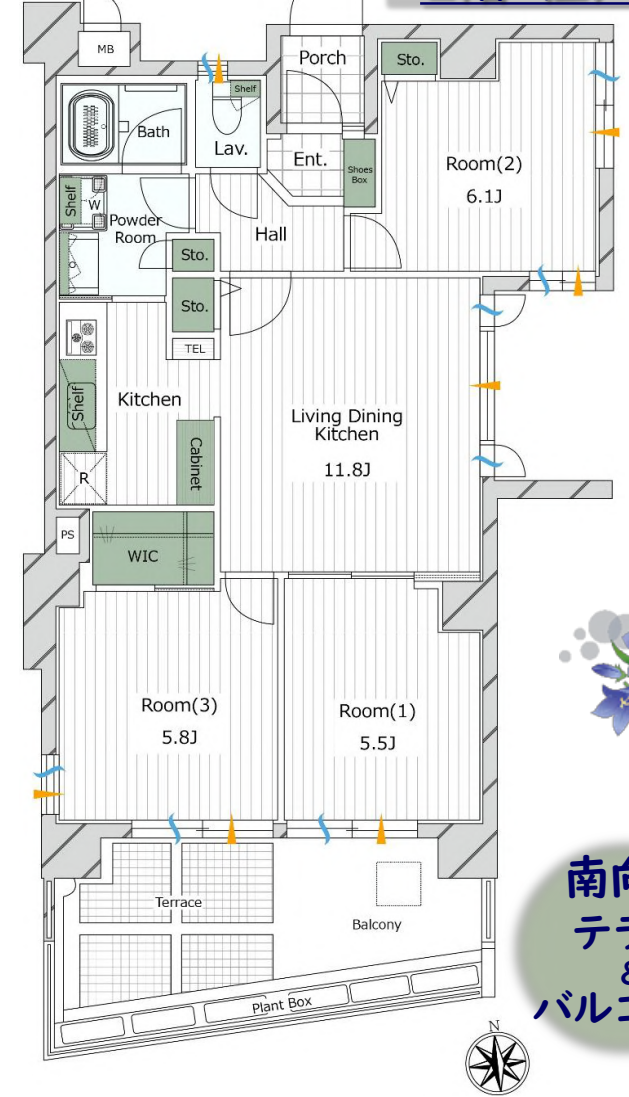 MB
Porch
Sto.
Shelf
Bath
Lav.
Ent.
Shoes
Box
Room(2)
6.1J
Shelf
W
Powder
Room
Hall
Sto.
Sto.
TEL
Kitchen
Shelf
Living Dining
Kitchen
11.8J
Cabinet
R
PS
WIC
Room(3)
5.8J
Room(1)
5.5J
Terrace
Balcony
Plant Box
N
南向
テラ
&
バルコ